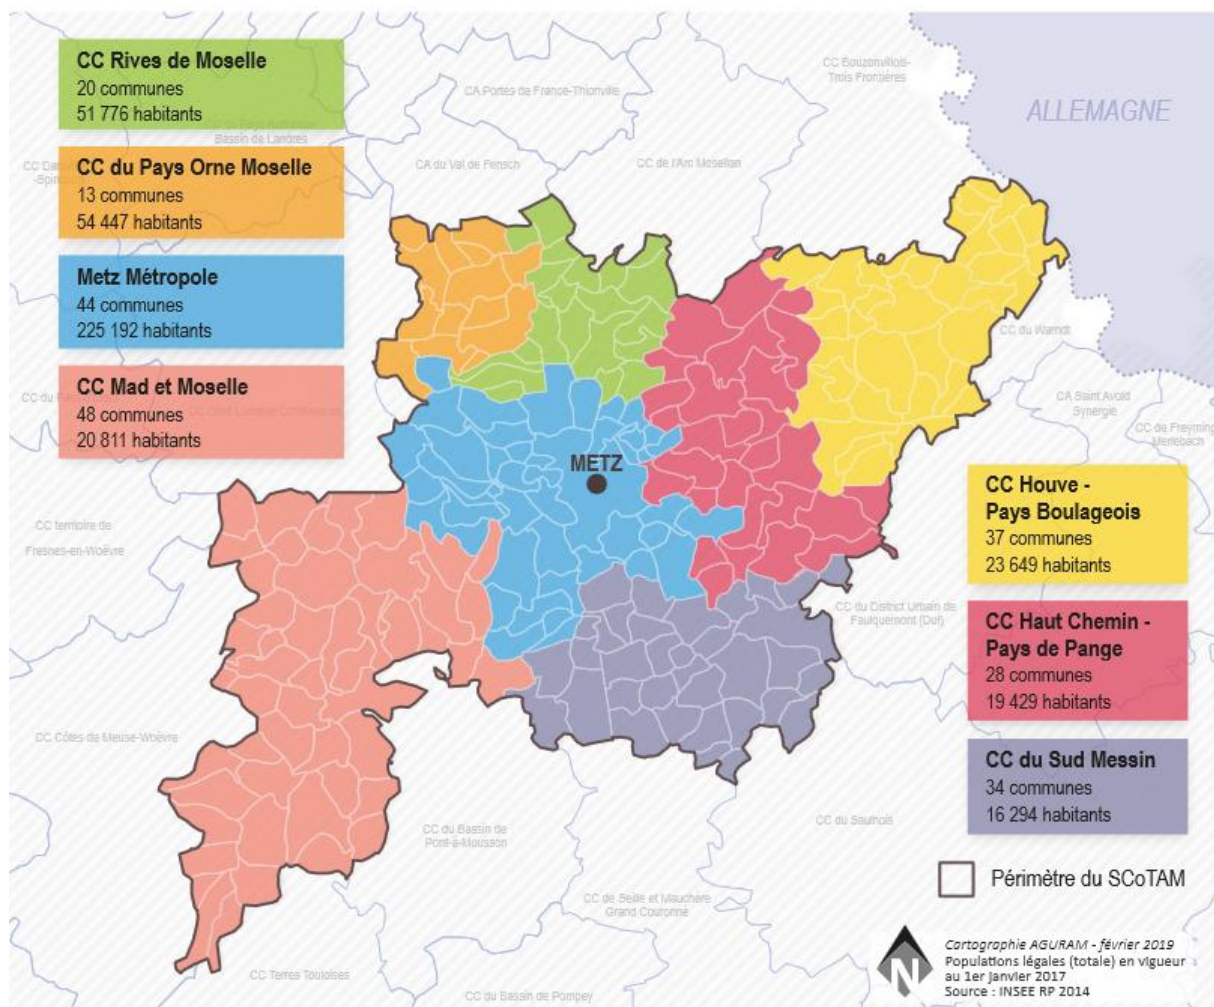 CC Rives de Moselle
20 communes
51 776 habitants
Bassin de Landres
CC du Pays Orne Moselle
13 communes
54 447 habitants
Metz Métropole
44 communes
225 192 habitants
CC Mad et Moselle
48 communes
20 811 habitants
CA Portes de France-Thionville
CA du Val de Fensch
CC de l'Arc Mosellan
CC Bouzonvillois-
Trois Frontières
ALLEMAGNE
CC du Warndt
CA Saint Avold
Synergie
CC de Freyming
Merlebach
METZ
CC territoire de
Fresnes-en-Woëvre
CC Houve -
Pays Boulageois
37 communes
23 649 habitants
CC du District Urbain de
Faulquemont (Duf)
CC Haut Chemin -
Pays de Pange
28 communes
19 429 habitants
CC Côtes de Meuse-Woëvre
CC du Sud Messin
34 communes
16 294 habitants
CC du Bassin de
Pont-à-Mousson
CC du Saulnois
Périmètre du SCoTAM
CC de Seille et Mauchère
Grand Couronné
CC Terres Touloises
CC du Bassin de Pompey
N
Cartographie AGURAM - février 2019
Populations légales (totale) en vigueur
au 1er janvier 2017
Source : INSEE RP 2014